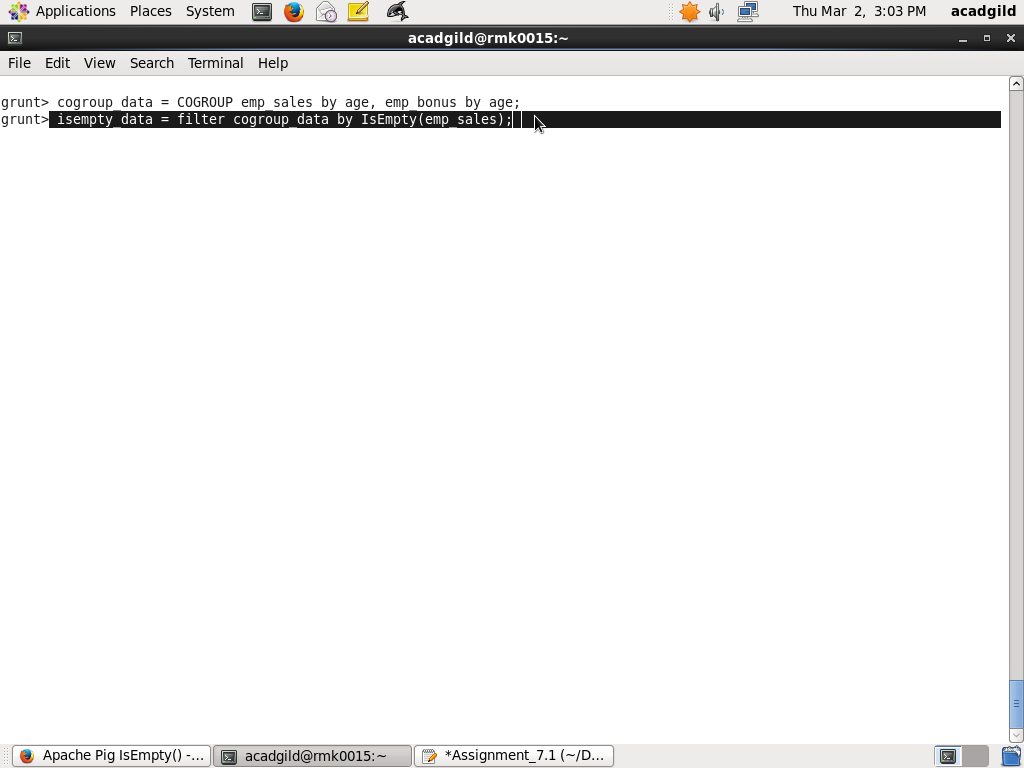 Applications Places System Thu Mar 2, 3:03 PM acadgild
acadgild@rmk0015:~
File Edit View Search Terminal Help
grunt> cogroup_data = COGROUP emp_sales by age, emp_bonus by age;
grunt> isempty_data = filter cogroup_data by IsEmpty(emp_sales);
Apache Pig IsEmpty() -... acadgild@rmk0015:~ *Assignment_7.1 (~/D...